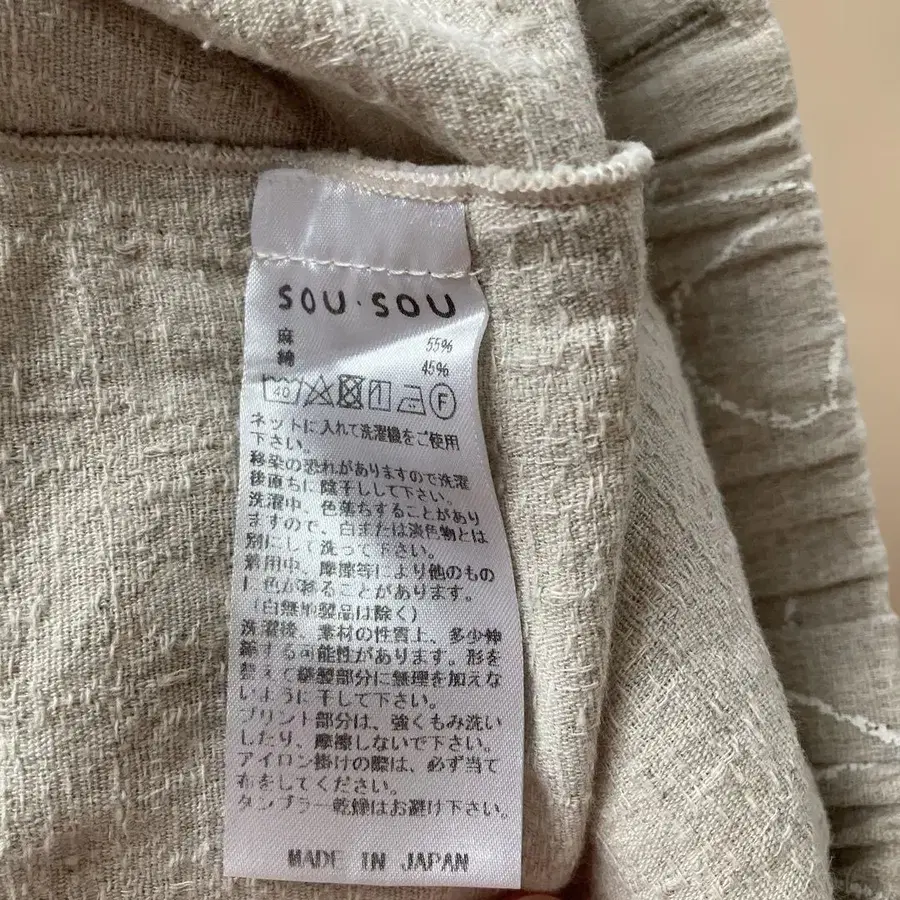 SOU・SOU
麻 55%
綿 45%
40 F
ネットに入れて洗濯機をご使用
下さい。
移染の恐れがありますので洗濯
後直ちに陰干しして下さい。
洗濯中、色落ちすることがあり
ますので、白または淡色物とは
別にして洗って下さい。
着用中、摩擦等により他のもの
に色が移ることがあります。
(白無地製品は除く)
洗濯後、素材の性質上、多少伸
縮する可能性があります。形を
整えて縫製部分に無理を加えな
いように干して下さい。
プリント部分は、強くもみ洗い
したり、摩擦しないで下さい。
アイロン掛けの際は、必ず当て
布をしてください。
タンブラー乾燥はお避け下さい。
MADE IN JAPAN